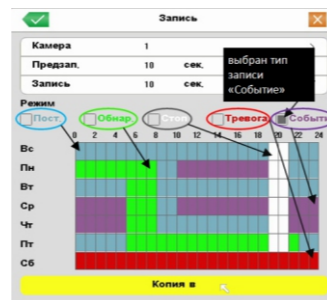 Запись
Камера 1
Предзап. 10 сек.
Запись 10 сек.
выбран тип
записи
«Событие»
Режим
Пост. Обнар. Стоп Тревога Событи
0 2 4 6 8 10 12 14 16 18 20 22 24
Вс
Пн
Вт
Ср
Чт
Пт
Сб
Копия в